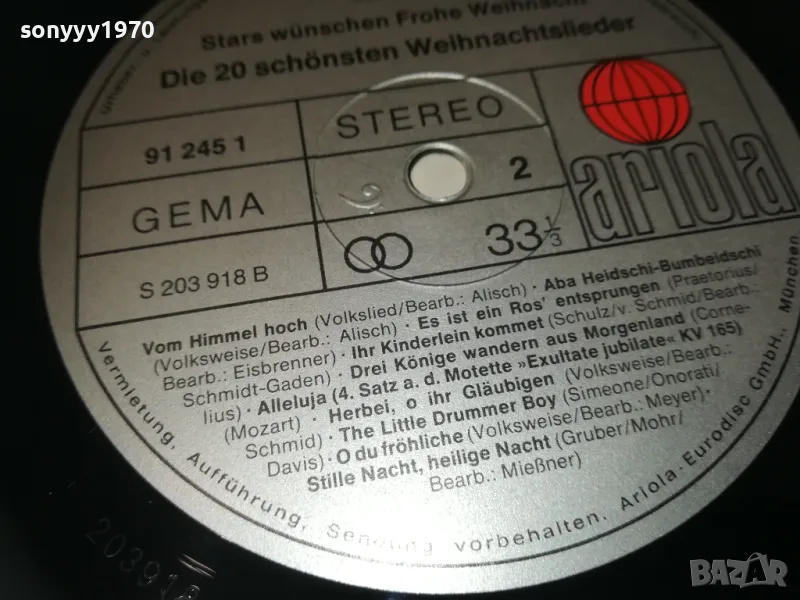 sonyyy1970
Stars wünschen Frohe Weihnacht
Die 20 schönsten Weihnachtslieder
91 245 1
STEREO
GEMA
2
ariola
S 203 918 B
33 1/3
Vom Himmel hoch (Volkslied/Bearb.: Alisch) · Aba Heidschi-Bumbeidschi
(Volksweise/Bearb.: Alisch) · Es ist ein Ros' entsprungen (Praetorius/
Bearb.: Eisbrenner) · Ihr Kinderlein kommet (Schulz/v. Schmid/Bearb.:
Schmidt-Gaden) · Drei Könige wandern aus Morgenland (Corne-
lius) · Alleluja (4. Satz a. d. Motette »Exultate jubilate« KV 165)
(Mozart) · Herbei, o ihr Gläubigen (Volksweise/Bearb.:
Schmid) · The Little Drummer Boy (Simeone/Onorati/
Davis) · O du fröhliche (Volksweise/Bearb.: Meyer) ·
Stille Nacht, heilige Nacht (Gruber/Mohr/
Bearb.: Mießner)
Vermietung, Aufführung, Sendung vorbehalten. Ariola-Eurodisc GmbH., München
203918
BAZAR